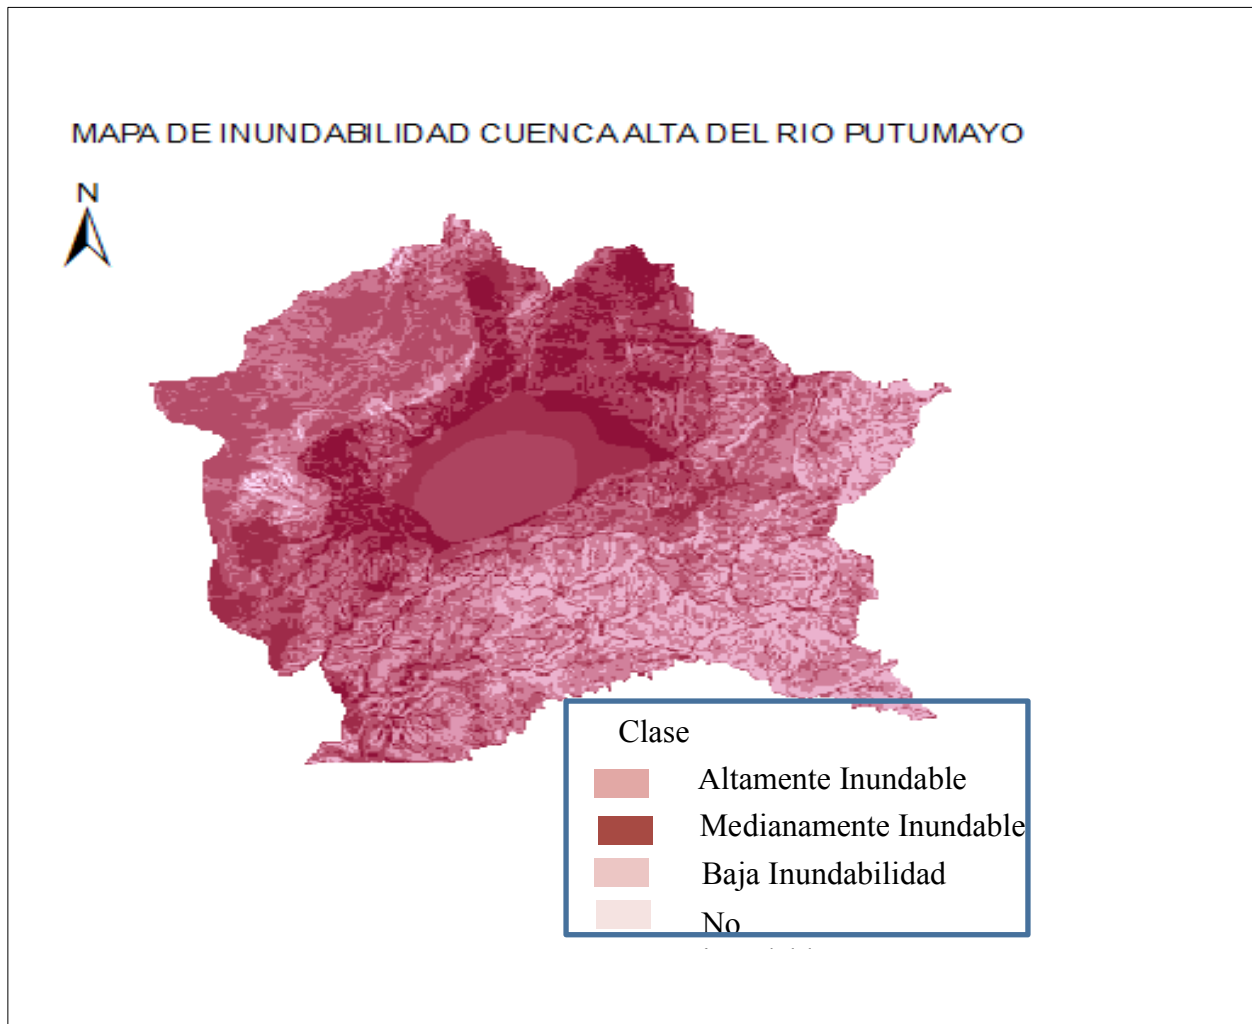 MAPA DE INUNDABILIDAD CUENCA ALTA DEL RIO PUTUMAYO
N
Clase
Altamente Inundable
Medianamente Inundable
Baja Inundabilidad
No